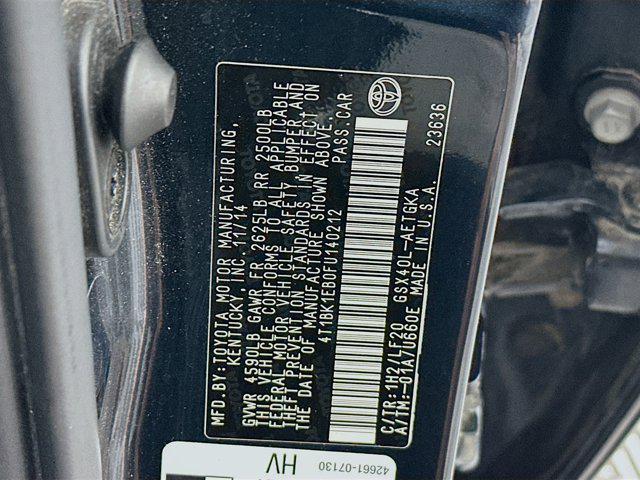 MFD. BY: TOYOTA MOTOR MANUFACTURING,
KENTUCKY, INC. 11/14
GVWR 4590LB GAWR FR 2625LB RR 2500LB
THIS VEHICLE CONFORMS TO ALL APPLICABLE
FEDERAL MOTOR VEHICLE SAFETY, BUMPER, AND
THEFT PREVENTION STANDARDS IN EFFECT ON
THE DATE OF MANUFACTURE SHOWN ABOVE.
4T1BK1EB0FU140212 PASS.CAR
C/TR: 1H2/LF20 GSX40L-AETGKA
A/TM: -01A/U660E MADE IN U.S.A. 23636
42661-07130
HV